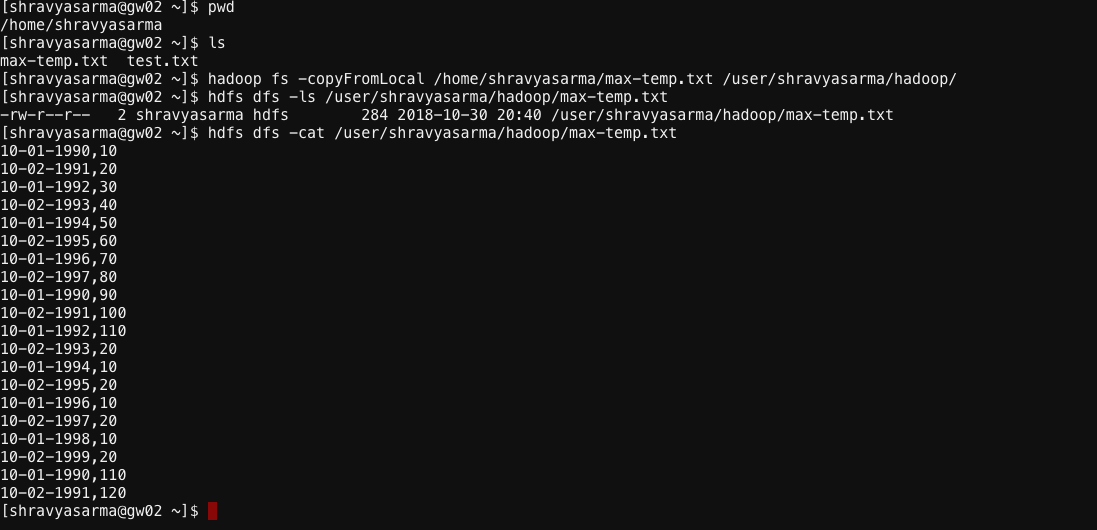 [shravyasarma@gw02 ~]$ pwd
/home/shravyasarma
[shravyasarma@gw02 ~]$ ls
max-temp.txt  test.txt
[shravyasarma@gw02 ~]$ hadoop fs -copyFromLocal /home/shravyasarma/max-temp.txt /user/shravyasarma/hadoop/
[shravyasarma@gw02 ~]$ hdfs dfs -ls /user/shravyasarma/hadoop/max-temp.txt
-rw-r--r--   2 shravyasarma hdfs        284 2018-10-30 20:40 /user/shravyasarma/hadoop/max-temp.txt
[shravyasarma@gw02 ~]$ hdfs dfs -cat /user/shravyasarma/hadoop/max-temp.txt
10-01-1990,10
10-02-1991,20
10-01-1992,30
10-02-1993,40
10-01-1994,50
10-02-1995,60
10-01-1996,70
10-02-1997,80
10-01-1990,90
10-02-1991,100
10-01-1992,110
10-02-1993,20
10-01-1994,10
10-02-1995,20
10-01-1996,10
10-02-1997,20
10-01-1998,10
10-02-1999,20
10-01-1990,110
10-02-1991,120
[shravyasarma@gw02 ~]$